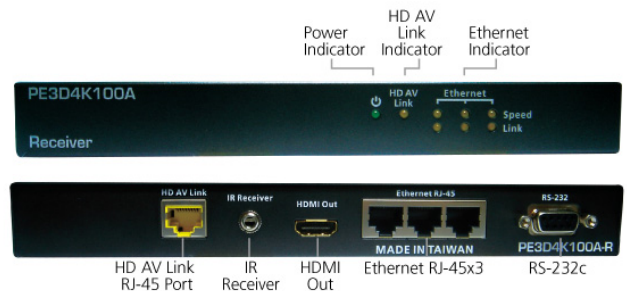 Power
Indicator
HD AV
Link
Indicator
Ethernet
Indicator
PE3D4K100A
HD AV
Link
Ethernet
Speed
Link
Receiver
HD AV Link
IR Receiver
HDMI Out
Ethernet RJ-45
RS-232
MADE IN TAIWAN
PE3D4K100A-R
HD AV Link
RJ-45 Port
IR
Receiver
HDMI
Out
Ethernet RJ-45x3
RS-232c